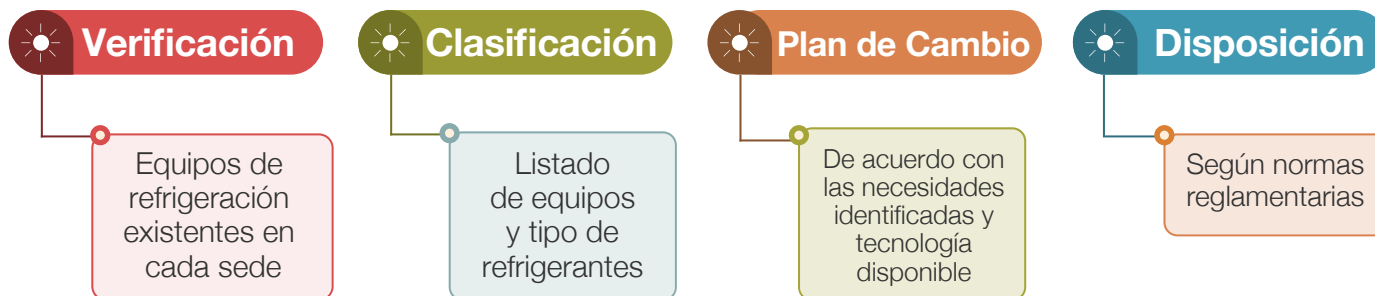 Verificación
Equipos de
refrigeración
existentes en
cada sede
Clasificación
Listado
de equipos
y tipo de
refrigerantes
Plan de Cambio
De acuerdo con
las necesidades
identificadas y
tecnología
disponible
Disposición
Según normas
reglamentarias